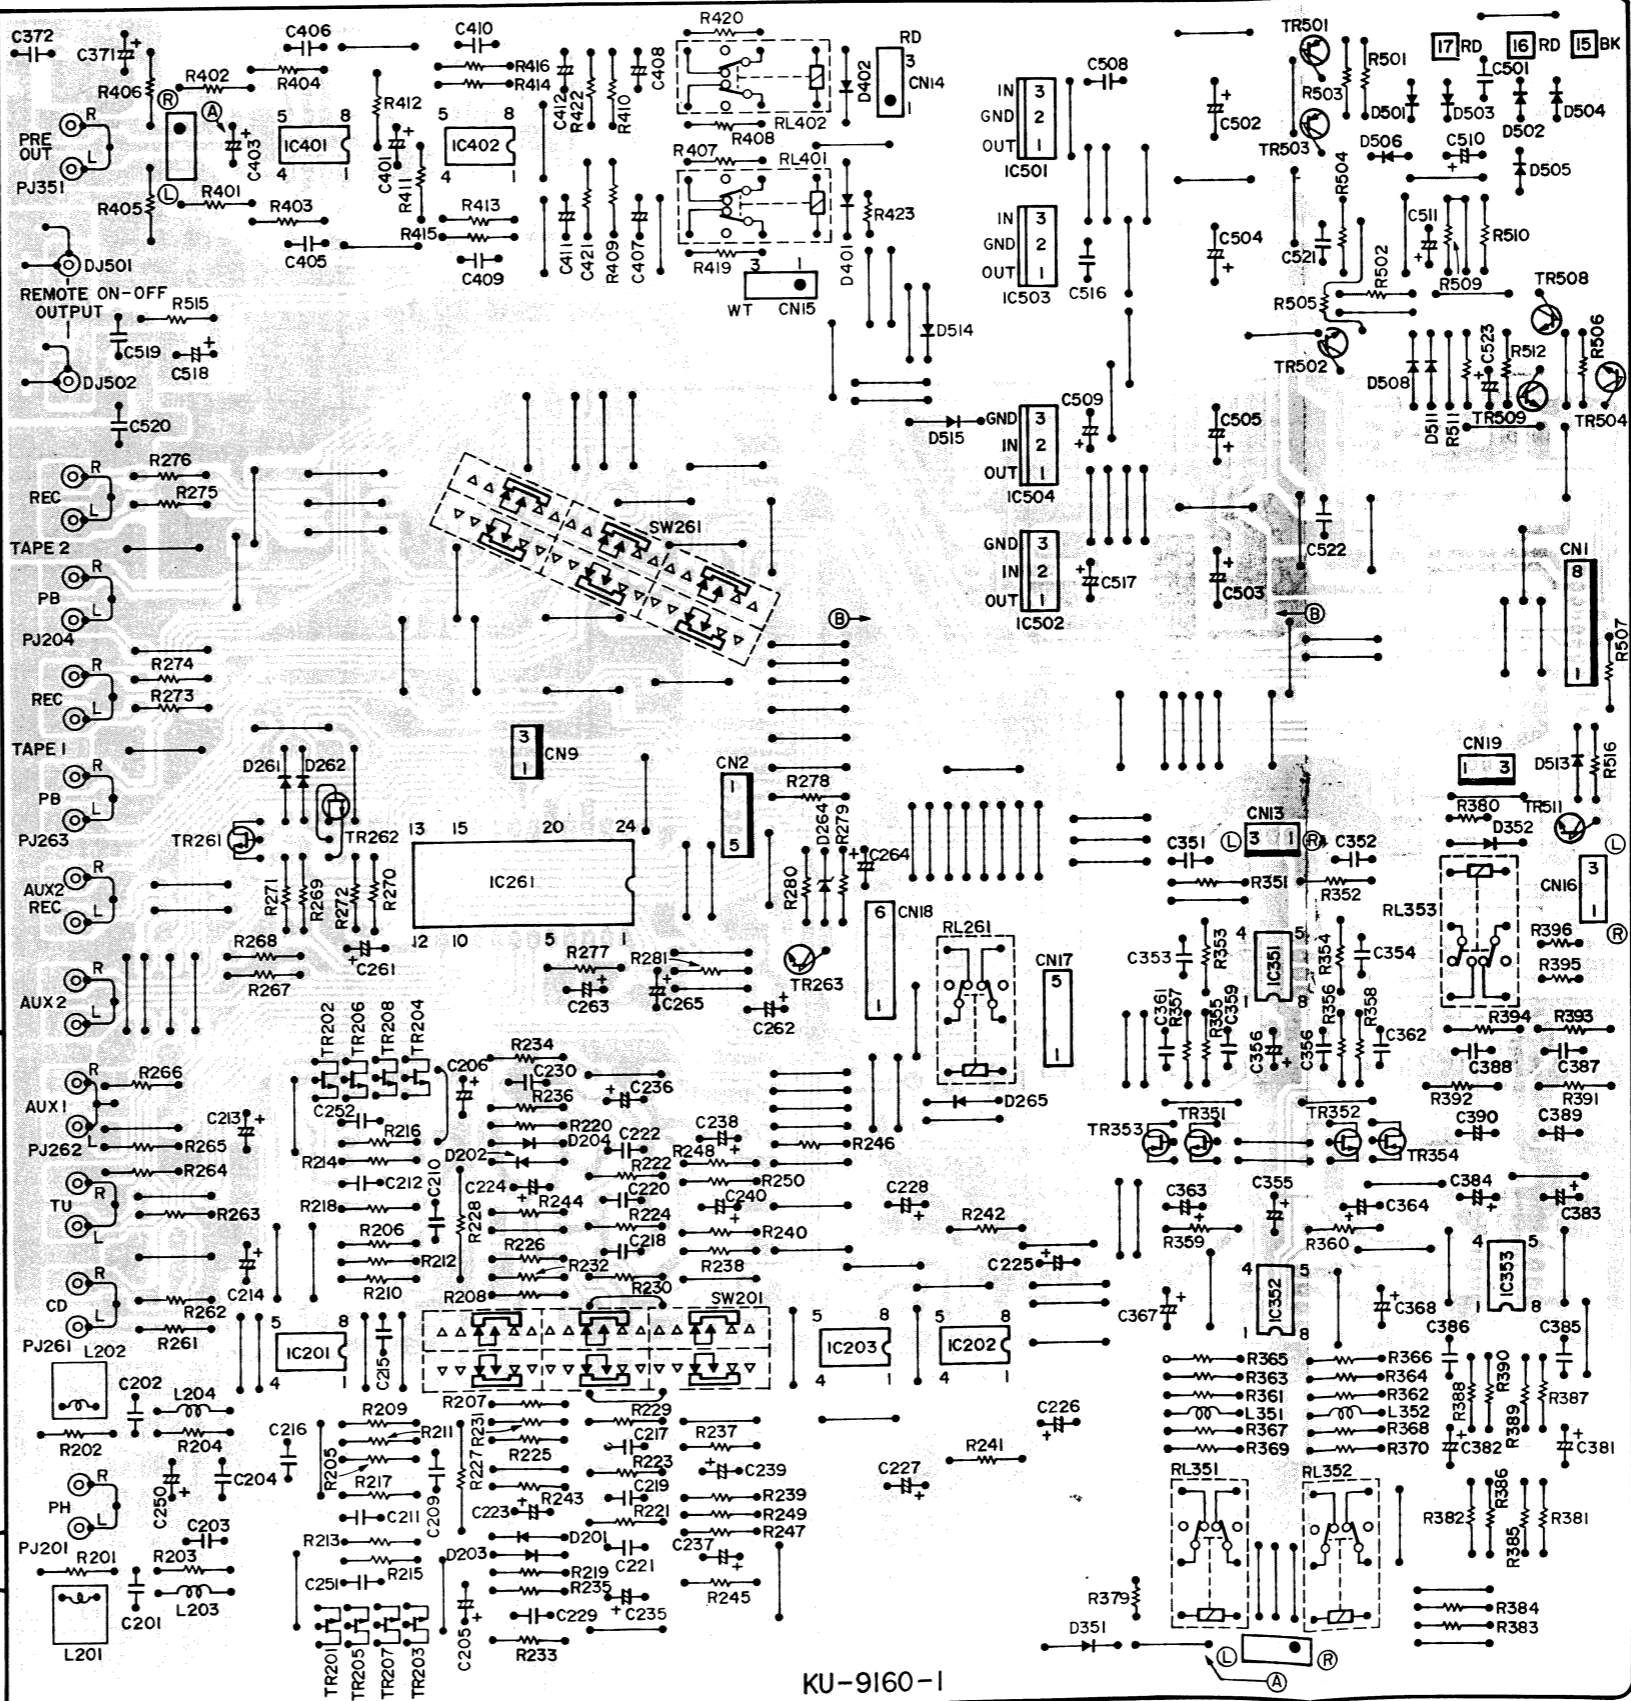 C372
C371
R406
R402
C406
R404
R412
C410
R416
R414
R420
C412
R422
R410
C408
D402
RD
3
CN14
1
R408
RL402
C508
IN 3
GND 2
OUT 1
IC501
C502
TR501
R503
R501
17 RD
16 RD
15 BK
C501
D501
D503
D502
D504
TR503
R504
D506
C510
D505
PRE OUT
R
L
PJ351
R
A
L
C403
5 8
IC401
4 1
C401
R411
5 8
IC402
4 1
R407
RL401
R405
R401
R403
C405
R413
R415
C409
C411
C421
R409
C407
R419
D401
R423
3 1
WT CN15
IN 3
GND 2
OUT 1
IC503
C516
C504
C521
R502
C511
R509
R510
DJ501
REMOTE ON-OFF
OUTPUT
DJ502
R515
C519
C518
C520
D514
D515
R505
TR502
TR508
R506
D508
D511
R511
C523
R512
TR509
TR504
GND 3
IN 2
OUT 1
IC504
C509
C505
R
REC
L
TAPE 2
R
PB
L
PJ204
R276
R275
SW261
GND 3
IN 2
OUT 1
IC502
C517
C503
C522
B
B
CN1
8
1
R507
R
REC
L
TAPE 1
R
PB
L
PJ263
R274
R273
D261
D262
TR261
TR262
3
1
CN9
CN2
1
5
R278
D264
R279
C264
R280
CN19
1 3
D513
R516
R380
D352
TR511
CN13
L 3 1 R
C351
C352
R351
R352
L
3
CN16
1
R
RL353
13 15 20 24
IC261
12 10 5 1
AUX2
REC
R
L
R271
R269
R272
R270
R268
R267
C261
R277
C263
R281
C265
C262
TR263
6
CN18
1
RL261
CN17
5
1
C353
R353
4 5
IC351
1 8
R354
C354
R396
R395
AUX 2
R
L
TR202
TR206
TR208
TR204
C206
R234
C230
R236
C236
D265
C361
R357
R355
C359
C356
C356
R356
R358
C362
R394
R393
C388
C387
R392
R391
C390
C389
AUX 1
R
L
PJ262
R266
C213
R265
R264
C252
R216
R214
C212
R218
C210
R220
D204
D202
C222
C238
R222
R248
R250
R246
TR353
TR351
TR352
TR354
TU
R
L
R263
C214
R206
R212
R210
R228
C224
R244
R226
R232
R208
C220
R224
C218
R230
C240
R240
R238
C228
R242
C225
C363
C355
C364
R359
R360
C384
C383
CD
R
L
PJ261
R262
R261
5 8
IC201
4 1
C215
SW201
5 8
IC203
4 1
5 8
IC202
4 1
C367
4 5
IC352
1 8
C368
4 5
IC353
1 8
C386
C385
L202
C202
L204
R202
R204
C216
R209
R211
R205
R217
R207
R231
R225
R229
C217
R223
R237
C239
C226
R241
C227
R365
R363
R361
L351
R367
R369
R366
R364
R362
L352
R368
R370
R388
R390
R389
R387
C382
C381
PH
R
L
PJ201
C250
C204
C203
R201
R203
C201
L203
L201
C211
R213
R215
C251
C209
R227
C223
R243
D201
D203
R219
R235
C229
R233
C205
C219
R221
C221
C235
R239
R249
R247
C237
R245
TR201
TR205
TR207
TR203
RL351
RL352
R382
R386
R385
R381
R379
D351
R384
R383
L
R
A
KU-9160-1